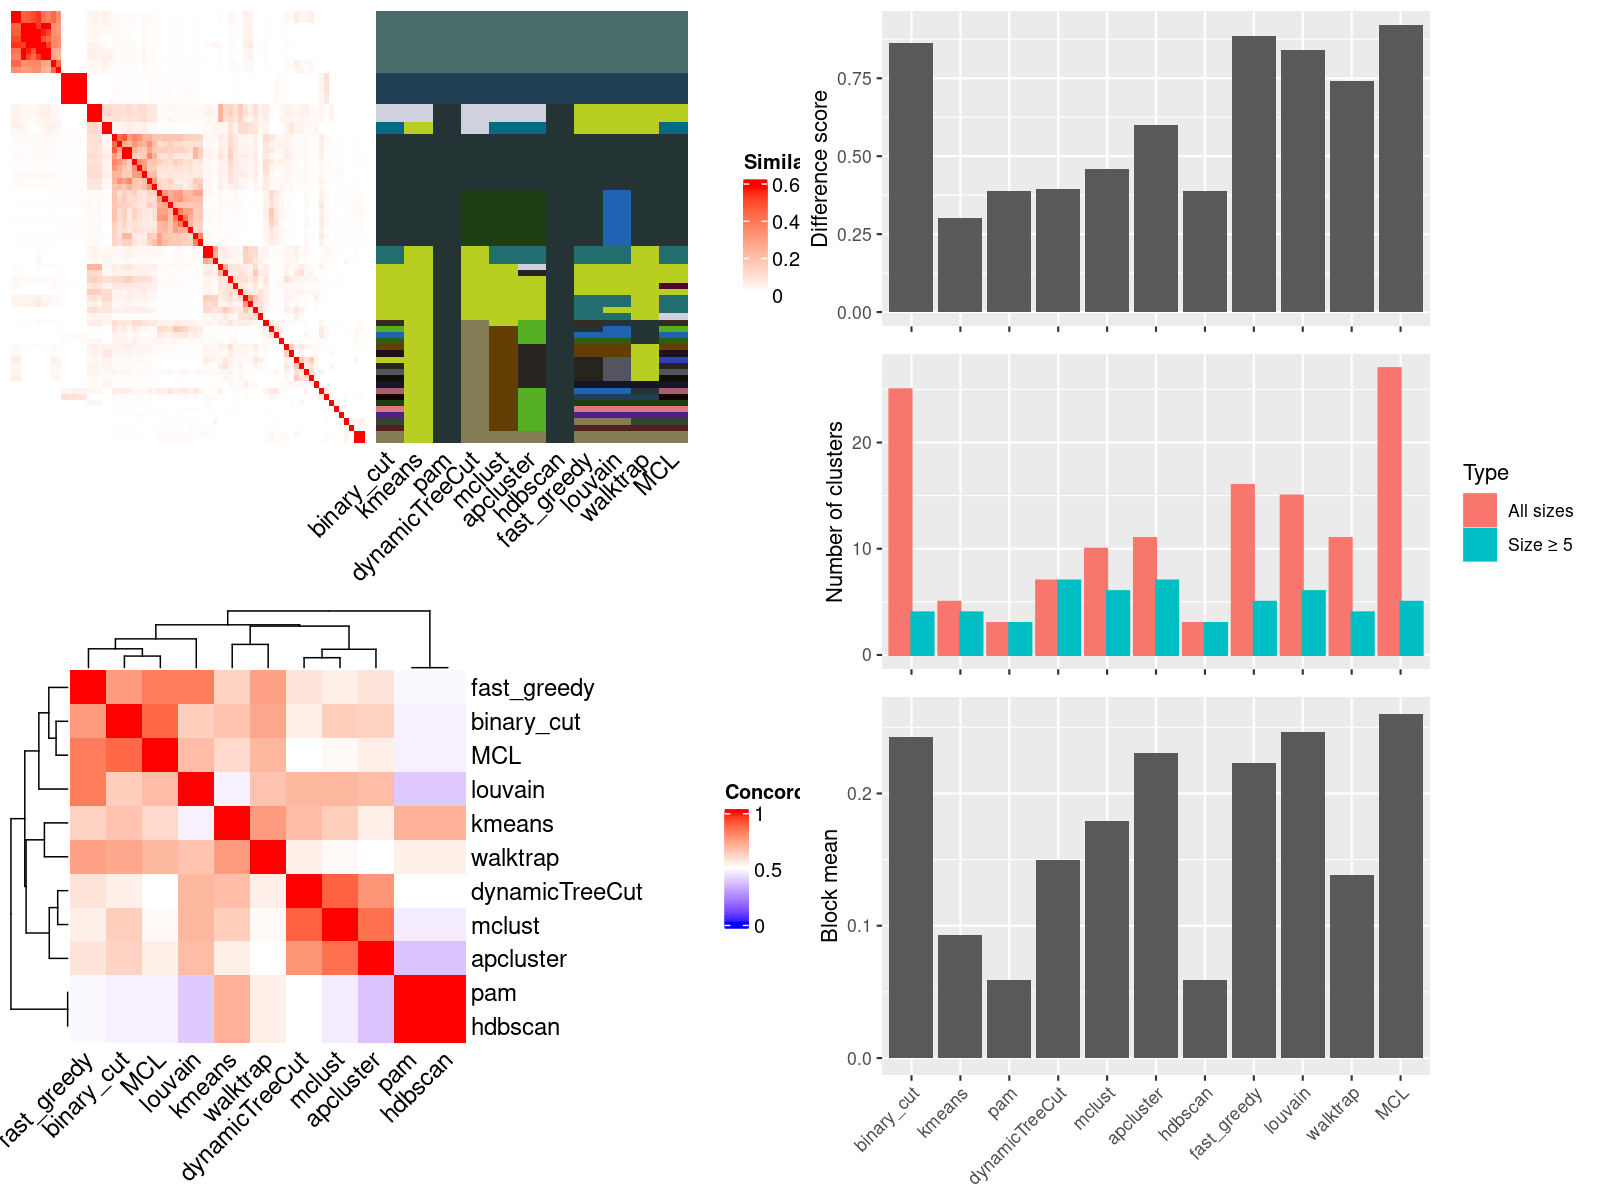 Simila
0.6
0.4
0.2
0
binary_cut
kmeans
pam
dynamicTreeCut
mclust
apcluster
hdbscan
fast_greedy
louvain
walktrap
MCL
fast_greedy
binary_cut
MCL
louvain
kmeans
walktrap
dynamicTreeCut
mclust
apcluster
pam
hdbscan
Concord
1
0.5
0
fast_greedy
binary_cut
MCL
louvain
kmeans
walktrap
dynamicTreeCut
mclust
apcluster
pam
hdbscan
Difference score
0.75
0.50
0.25
0.00
Number of clusters
20
10
0
Type
All sizes
Size ≥ 5
Block mean
0.2
0.1
0.0
binary_cut
kmeans
pam
dynamicTreeCut
mclust
apcluster
hdbscan
fast_greedy
louvain
walktrap
MCL